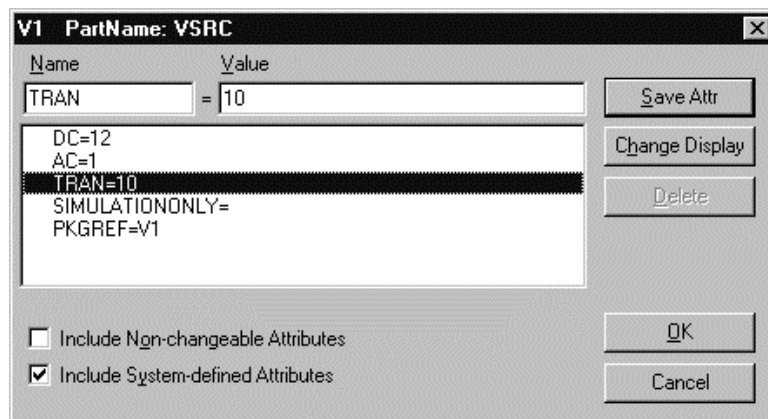 V1 PartName: VSRC
Name Value
TRAN = 10
Save Attr
DC=12
AC=1
TRAN=10
SIMULATIONONLY=
PKGREF=V1
Change Display
Delete
Include Non-changeable Attributes
Include System-defined Attributes
OK
Cancel